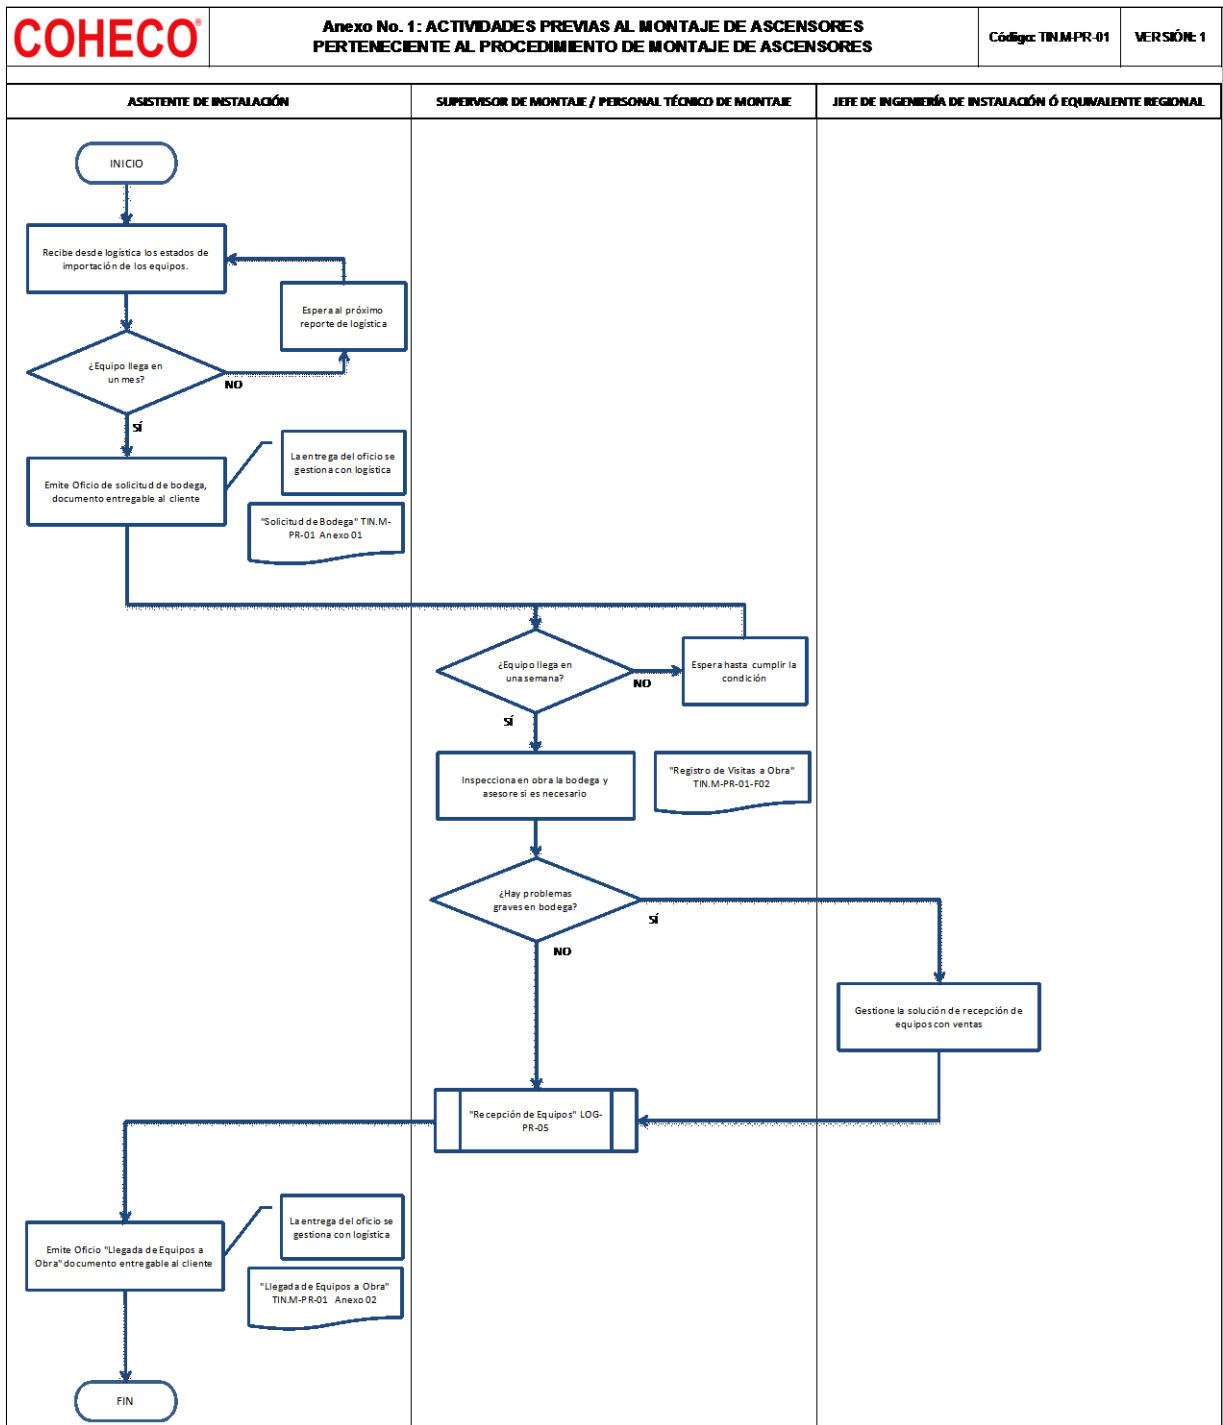 COHECO®
Anexo No. 1: ACTIVIDADES PREVIAS AL MONTAJE DE ASCENSORES
PERTENECIENTE AL PROCEDIMIENTO DE MONTAJE DE ASCENSORES
Código: TIN.M-PR-01
VERSIÓN: 1
ASISTENTE DE INSTALACIÓN
SUPERVISOR DE MONTAJE / PERSONAL TÉCNICO DE MONTAJE
JEFE DE INGENIERÍA DE INSTALACIÓN Ó EQUIVALENTE REGIONAL
INICIO
Recibe desde logística los estados de
importación de los equipos.
Espera al próximo
reporte de logística
¿Equipo llega en
un mes?
NO
SÍ
La entrega del oficio se
gestiona con logística
Emite Oficio de solicitud de bodega,
documento entregable al cliente
"Solicitud de Bodega" TIN.M-
PR-01 Anexo 01
¿Equipo llega en
una semana?
NO
Espera hasta cumplir la
condición
SÍ
Inspecciona en obra la bodega y
asesore si es necesario
"Registro de Visitas a Obra"
TIN.M-PR-01-F02
¿Hay problemas
graves en bodega?
SÍ
NO
Gestione la solución de recepción de
equipos con ventas
"Recepción de Equipos" LOG-
PR-05
La entrega del oficio se
gestiona con logística
Emite Oficio "Llegada de Equipos a
Obra" documento entregable al cliente
"Llegada de Equipos a Obra"
TIN.M-PR-01 Anexo 02
FIN